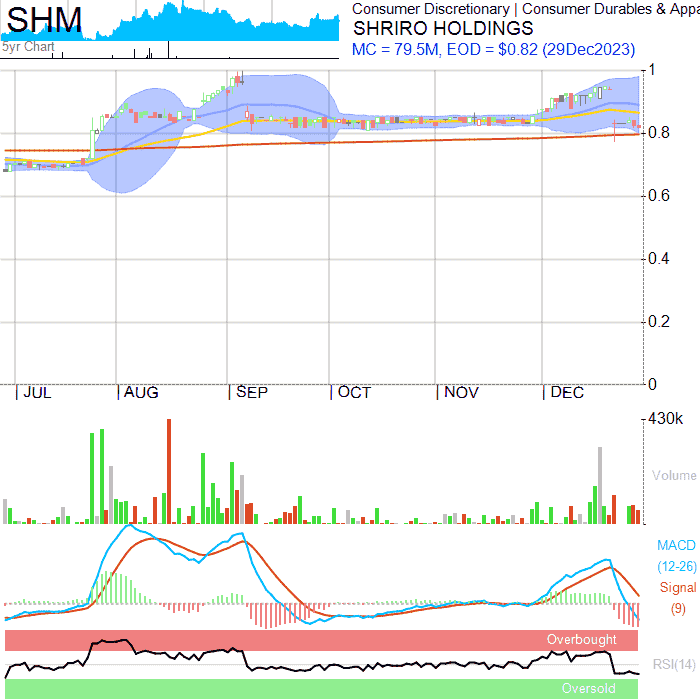 SHM
5yr Chart
Consumer Discretionary | Consumer Durables & Appa
SHRIRO HOLDINGS
MC = 79.5M, EOD = $0.82 (29Dec2023)
1
0.8
0.6
0.4
0.2
0
JUL AUG SEP OCT NOV DEC
430k
Volume
MACD
(12-26)
Signal
(9)
Overbought
RSI(14)
Oversold